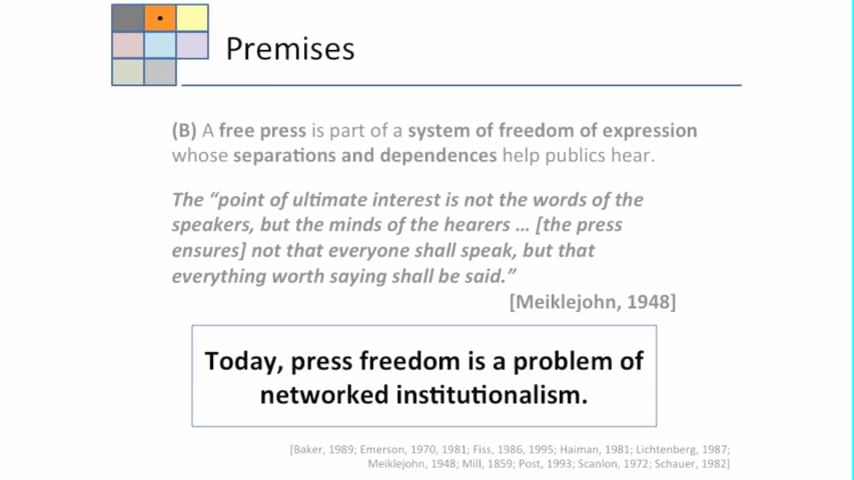 Premises
(B) A free press is part of a system of freedom of expression
whose separations and dependences help publics hear.
The “point of ultimate interest is not the words of the
speakers, but the minds of the hearers … [the press
ensures] not that everyone shall speak, but that
everything worth saying shall be said.”
[Meiklejohn, 1948]
Today, press freedom is a problem of
networked institutionalism.
[Baker, 1989; Emerson, 1970, 1981; Fiss, 1986, 1995; Haiman, 1981; Lichtenberg, 1987;
Meiklejohn, 1948; Mill, 1859; Post, 1993; Scanlon, 1972; Schauer, 1982]